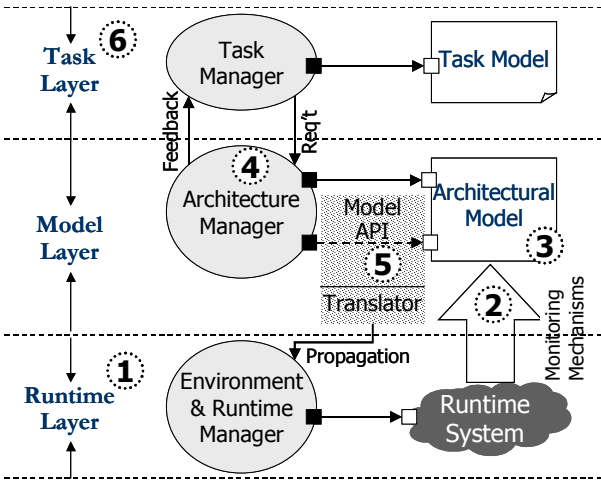 6
Task
Layer
Task
Manager
Task Model
Feedback
Req't
4
Architecture
Manager
Model
API
5
Translator
Architectural
Model
3
Model
Layer
2
Monitoring
Mechanisms
Propagation
1
Runtime
Layer
Environment
& Runtime
Manager
Runtime
System